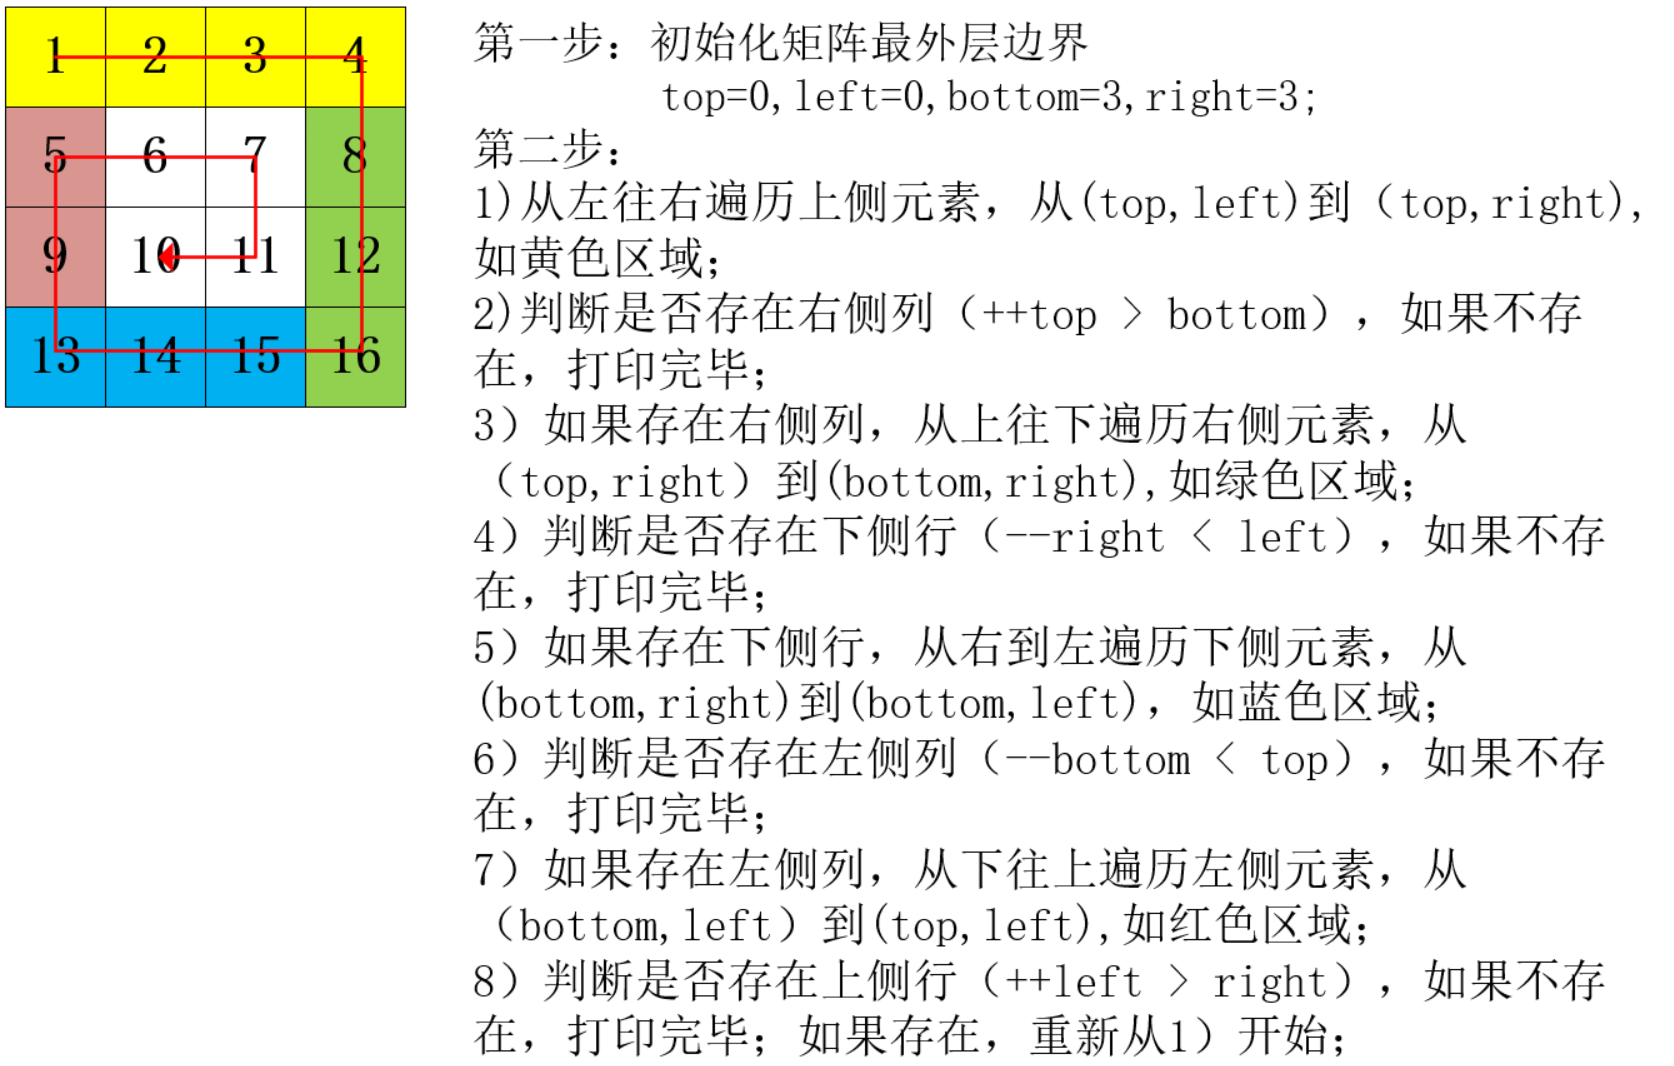 1 2 3 4
5 6 7 8
9 10 11 12
13 14 15 16
第一步：初始化矩阵最外层边界
top=0,left=0,bottom=3,right=3;
第二步：
1)从左往右遍历上侧元素，从(top,left)到（top,right),
如黄色区域；
2)判断是否存在右侧列（++top > bottom），如果不存
在，打印完毕；
3）如果存在右侧列，从上往下遍历右侧元素，从
（top,right）到(bottom,right),如绿色区域；
4）判断是否存在下侧行（--right < left），如果不存
在，打印完毕；
5）如果存在下侧行，从右到左遍历下侧元素，从
(bottom,right)到(bottom,left)，如蓝色区域；
6）判断是否存在左侧列（--bottom < top），如果不存
在，打印完毕；
7）如果存在左侧列，从下往上遍历左侧元素，从
（bottom,left）到(top,left),如红色区域；
8）判断是否存在上侧行（++left > right），如果不存
在，打印完毕；如果存在，重新从1）开始；